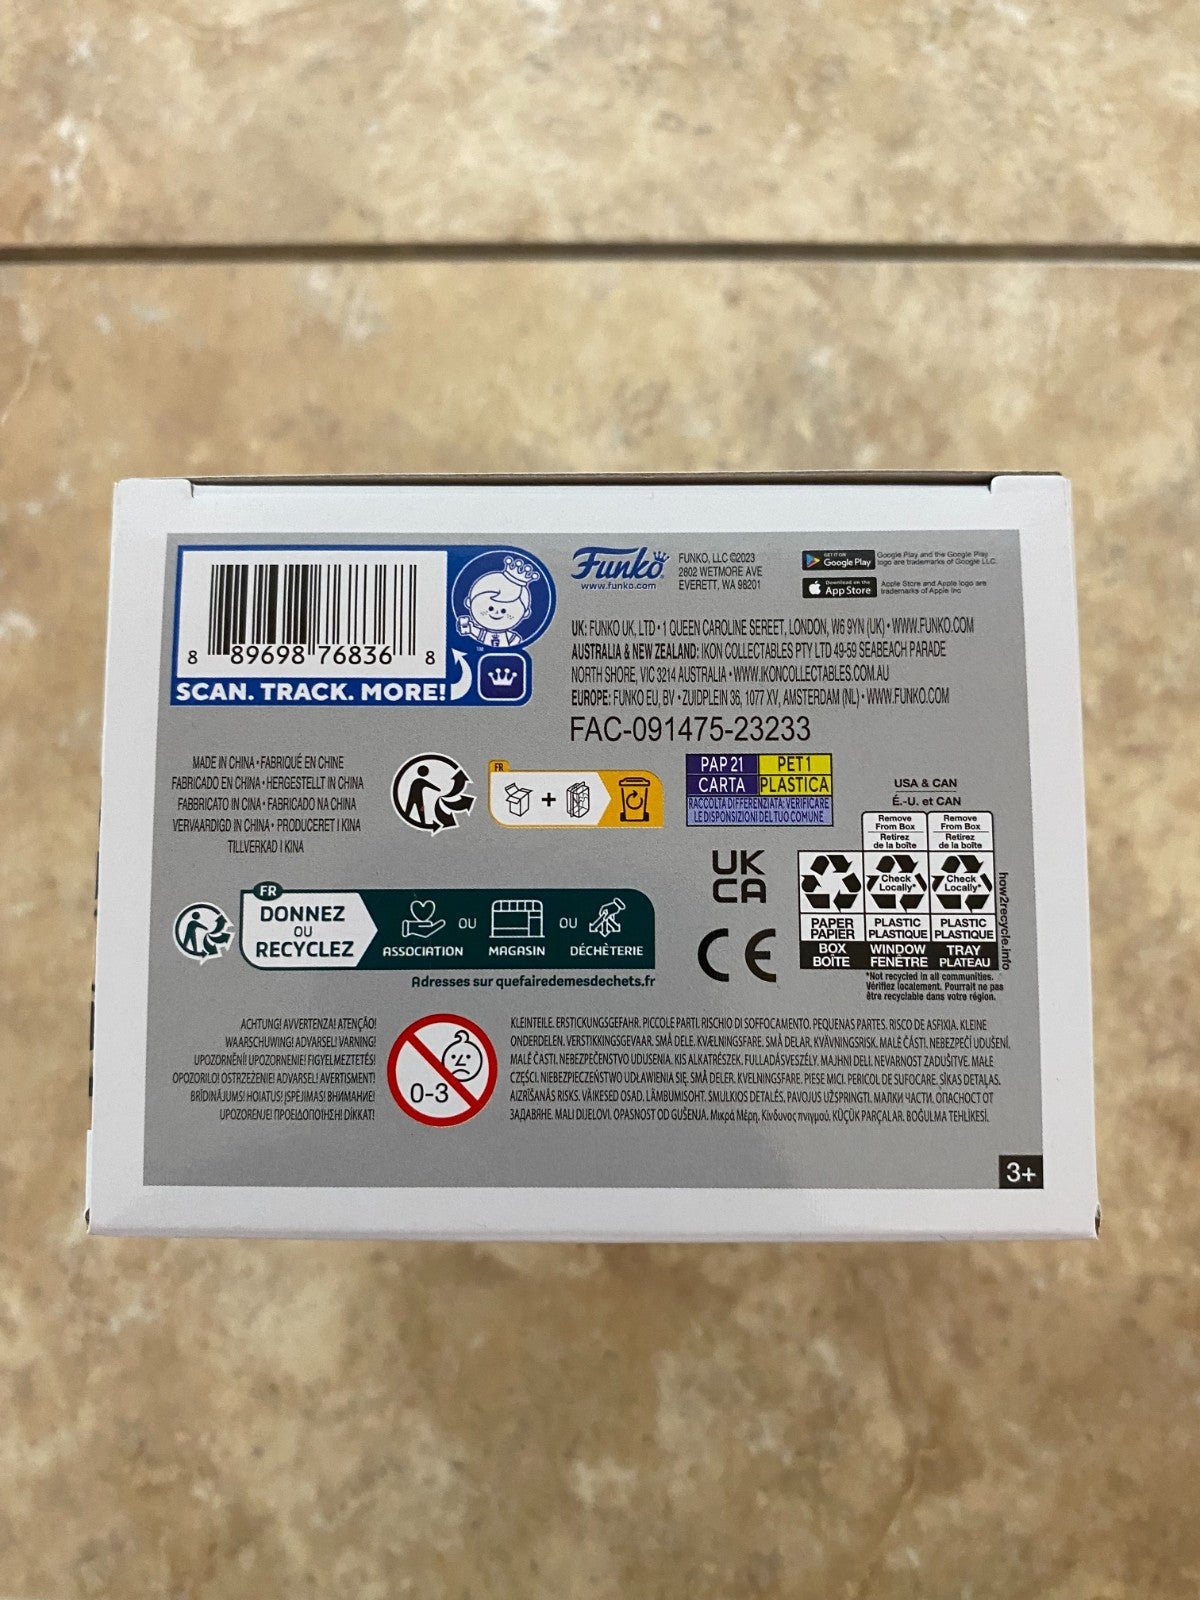 8 89698 76836 8
SCAN. TRACK. MORE!
TM
Funko
www.funko.com
FUNKO, LLC ©2023
2802 WETMORE AVE
EVERETT, WA 98201
GET IT ON
Google Play
Google Play and the Google Play
logo are trademarks of Google LLC.
Download on the
App Store
Apple Store and Apple logo are
trademarks of Apple Inc
UK: FUNKO UK, LTD • 1 QUEEN CAROLINE SEREET, LONDON, W6 9YN (UK) • WWW.FUNKO.COM
AUSTRALIA & NEW ZEALAND: IKON COLLECTABLES PTY LTD 49-59 SEABEACH PARADE
NORTH SHORE, VIC 3214 AUSTRALIA • WWW.IKONCOLLECTABLES.COM.AU
EUROPE: FUNKO EU, BV • ZUIDPLEIN 36, 1077 XV, AMSTERDAM (NL) • WWW.FUNKO.COM
FAC-091475-23233
MADE IN CHINA • FABRIQUÉ EN CHINE
FABRICADO EN CHINA • HERGESTELLT IN CHINA
FABBRICATO IN CINA • FABRICADO NA CHINA
VERVAARDIGD IN CHINA • PRODUCERET I KINA
TILLVERKAD I KINA
FR
+
PAP 21
CARTA
PET 1
PLASTICA
RACCOLTA DIFFERENZIATA: VERIFICARE
LE DISPOSIZIONI DEL TUO COMUNE
USA & CAN
É.-U. et CAN
Remove
From Box
Retirez
de la boîte
Remove
From Box
Retirez
de la boîte
Check
Locally*
Check
Locally*
PAPER
PAPIER
PLASTIC
PLASTIQUE
PLASTIC
PLASTIQUE
BOX
BOÎTE
WINDOW
FENÊTRE
TRAY
PLATEAU
how2recycle.info
*Not recycled in all communities.
Vérifiez localement. Pourrait ne pas
être recyclable dans votre région.
UK
CA
CE
FR
DONNEZ
OU
RECYCLEZ
ASSOCIATION
OU
MAGASIN
OU
DÉCHÈTERIE
Adresses sur quefairedemesdechets.fr
ACHTUNG! AVVERTENZA! ATENÇÃO!
WAARSCHUWING! ADVARSEL! VARNING!
UPOZORNĚNÍ! UPOZORNENIE! FIGYELMEZTETÉS!
OPOZORILO! OSTRZEŻENIE! ADVARSEL! AVERTISMENT!
BRĪDINĀJUMS! HOIATUS! ĮSPĖJIMAS! ВНИМАНИЕ!
UPOZORENJE! ΠΡΟΕΙΔΟΠΟΙΗΣΗ! DİKKAT!
0-3
KLEINTEILE. ERSTICKUNGSGEFAHR. PICCOLE PARTI. RISCHIO DI SOFFOCAMENTO. PEQUENAS PARTES. RISCO DE ASFIXIA. KLEINE
ONDERDELEN. VERSTIKKINGSGEVAAR. SMÅ DELE. KVÆLNINGSFARE. SMÅ DELAR. KVÄVNINGSRISK. MALÉ ČÁSTI. NEBEZPEČÍ UDUŠENÍ.
MALÉ ČASTI. NEBEZPEČENSTVO UDUSENIA. KIS ALKATRÉSZEK. FULLADÁSVESZÉLY. MAJHNI DELI. NEVARNOST ZADUŠITVE. MAŁE
CZĘŚCI. NIEBEZPIECZEŃSTWO UDŁAWIENIA SIĘ. SMÅ DELER. KVELNINGSFARE. PIESE MICI. PERICOL DE SUFOCARE. SĪKAS DETAĻAS.
AIZRĪŠANĀS RISKS. VÄIKESED OSAD. LÄMBUMISOHT. SMULKIOS DETALĖS. PAVOJUS UŽSPRINGTI. МАЛКИ ЧАСТИ. ОПАСНОСТ ОТ
ЗАДАВЯНЕ. MALI DIJELOVI. OPASNOST OD GUŠENJA. Μικρά Μέρη. Κίνδυνος πνιγμού. KÜÇÜK PARÇALAR. BOĞULMA TEHLİKESİ.
3+